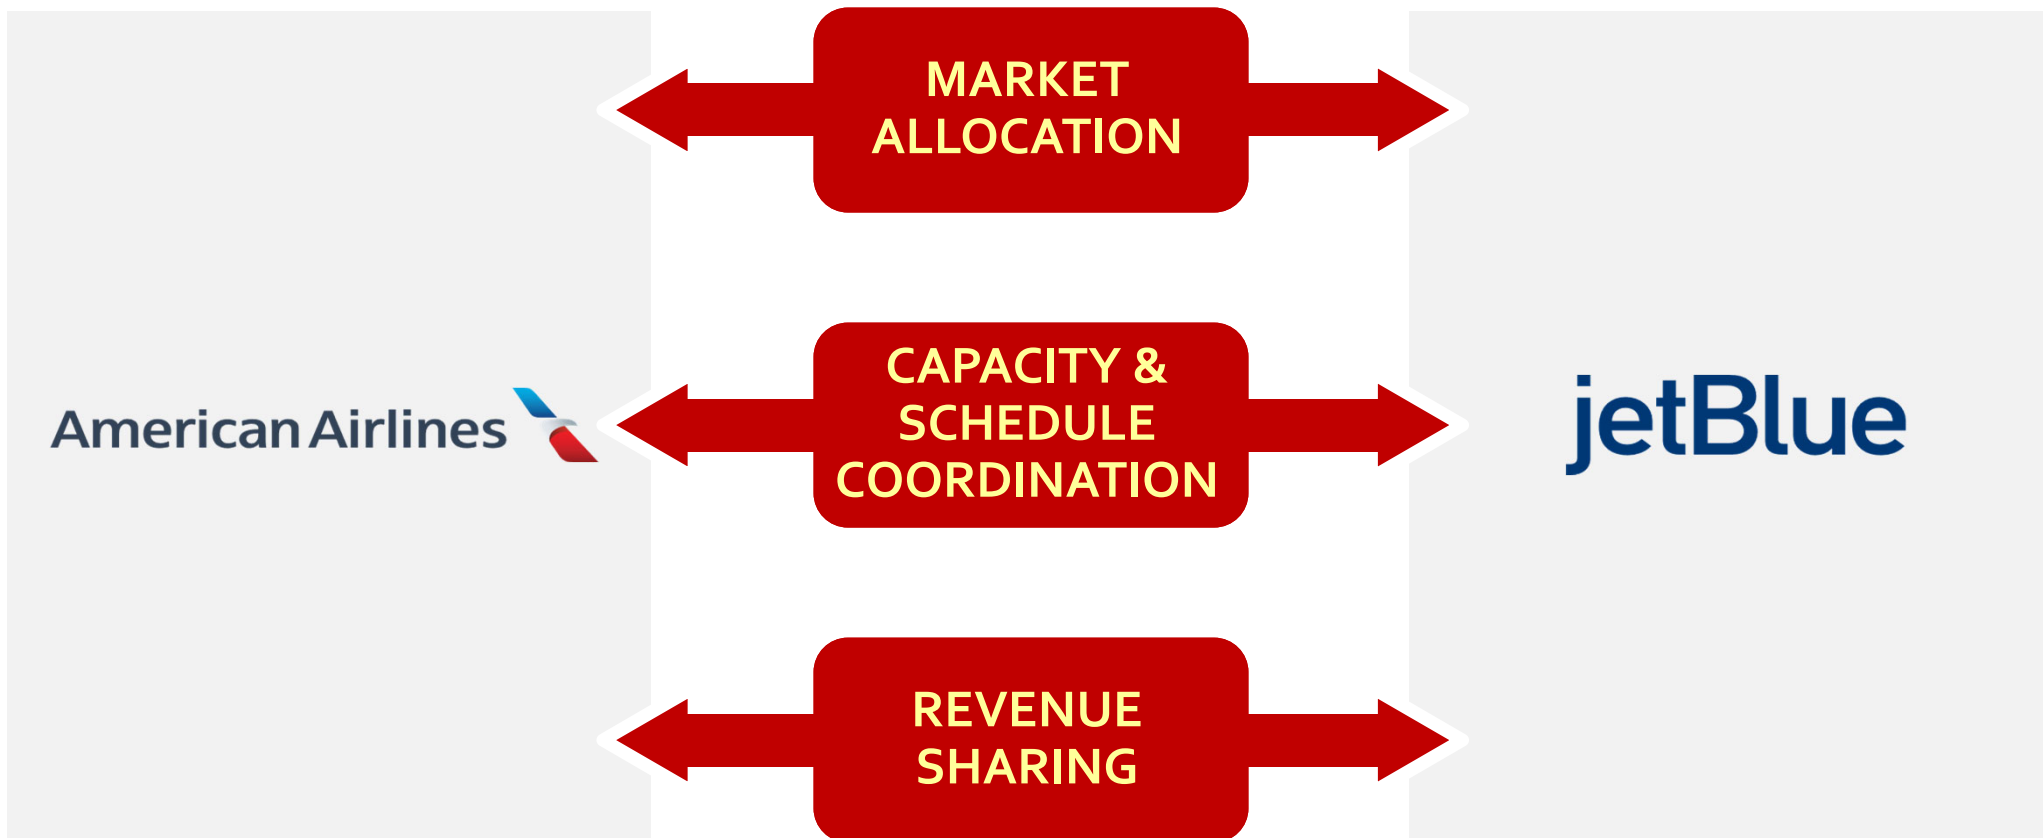 MARKET
ALLOCATION
American Airlines
CAPACITY &
SCHEDULE
COORDINATION
jetBlue
REVENUE
SHARING